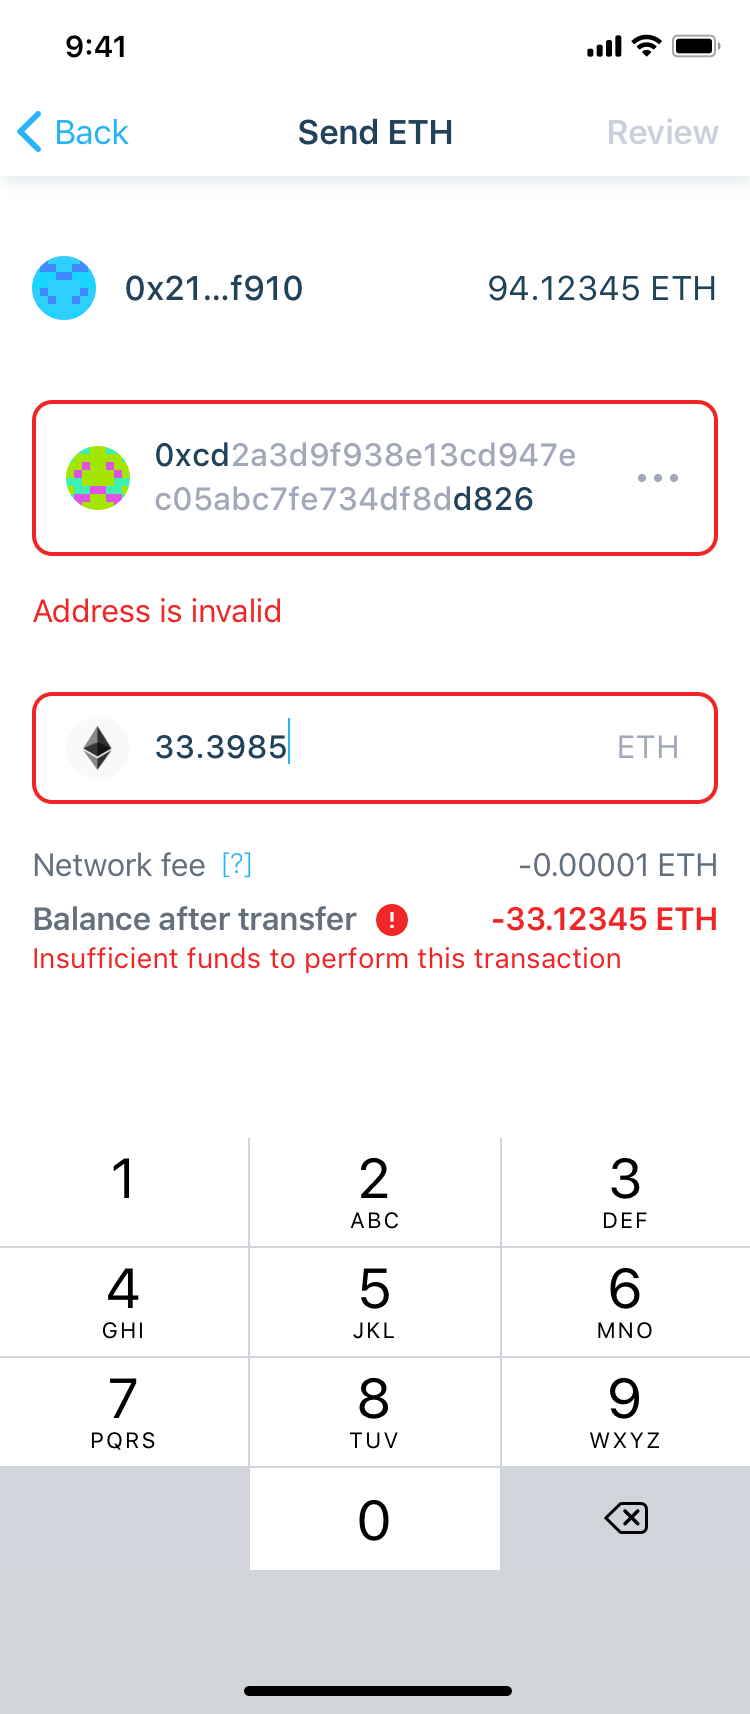 9:41
Back Send ETH Review
0x21...f910 94.12345 ETH
0xcd2a3d9f938e13cd947e
c05abc7fe734df8dd826
Address is invalid
33.3985 ETH
Network fee [?] -0.00001 ETH
Balance after transfer ! -33.12345 ETH
Insufficient funds to perform this transaction
1 2 3
ABC DEF
4 5 6
GHI JKL MNO
7 8 9
PQRS TUV WXYZ
0